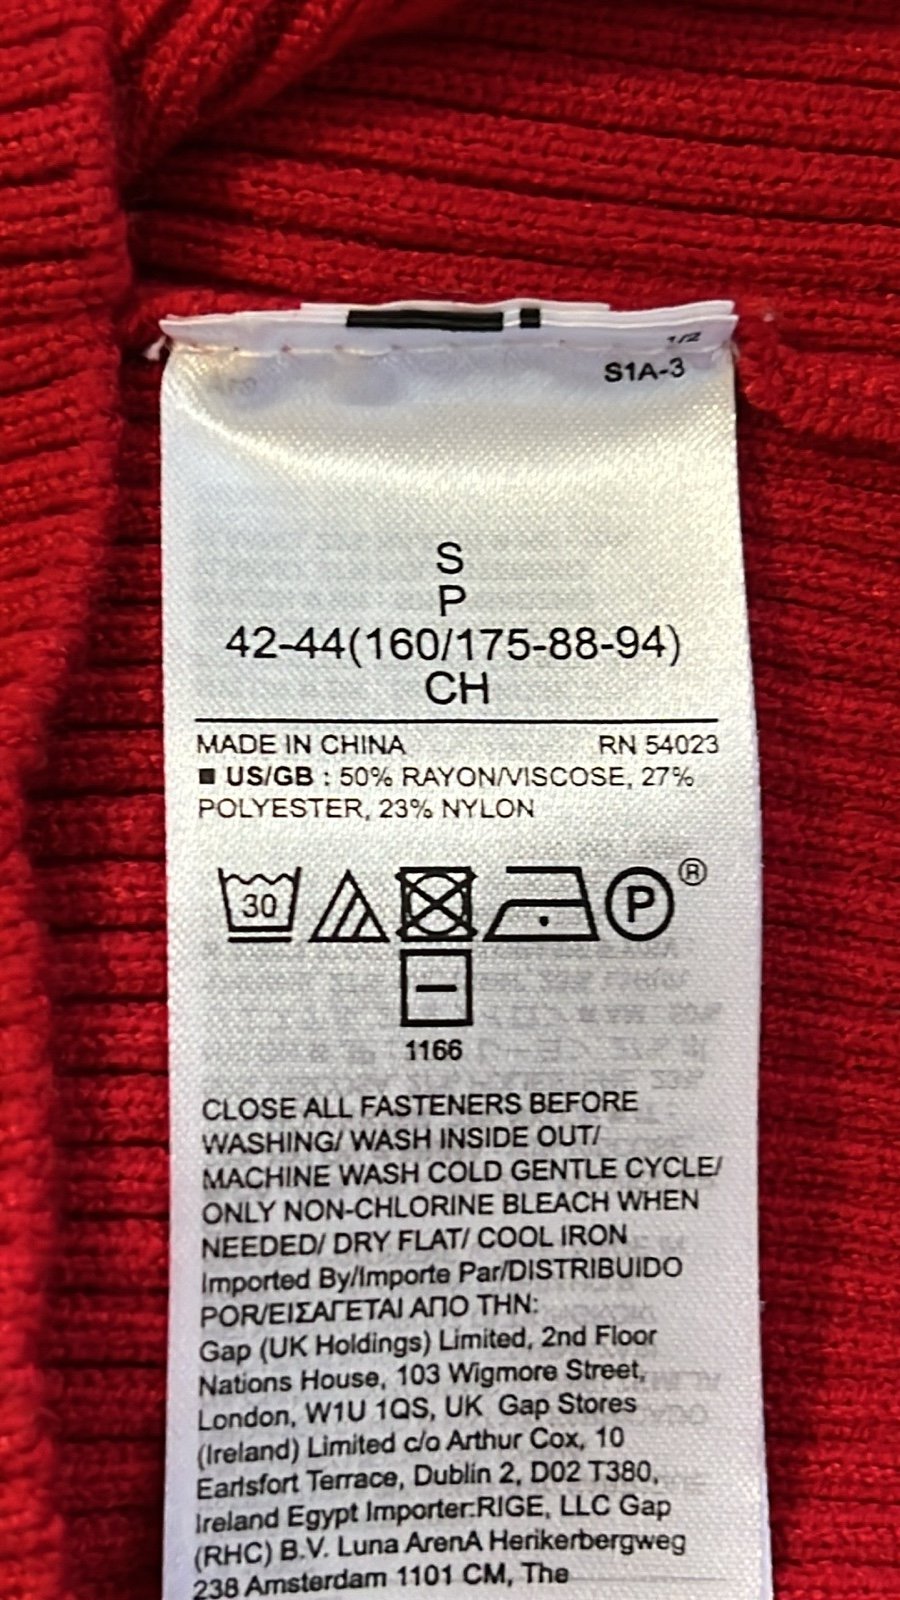 1/2
S1A-3
S
P
42-44(160/175-88-94)
CH
MADE IN CHINA RN 54023
■ US/GB : 50% RAYON/VISCOSE, 27%
POLYESTER, 23% NYLON
30 P ®
1166
CLOSE ALL FASTENERS BEFORE
WASHING/ WASH INSIDE OUT/
MACHINE WASH COLD GENTLE CYCLE/
ONLY NON-CHLORINE BLEACH WHEN
NEEDED/ DRY FLAT/ COOL IRON
Imported By/Importe Par/DISTRIBUIDO
POR/ΕΙΣΑΓΕΤΑΙ ΑΠΟ ΤΗΝ:
Gap (UK Holdings) Limited, 2nd Floor
Nations House, 103 Wigmore Street,
London, W1U 1QS, UK Gap Stores
(Ireland) Limited c/o Arthur Cox, 10
Earlsfort Terrace, Dublin 2, D02 T380,
Ireland Egypt Importer:RIGE, LLC Gap
(RHC) B.V. Luna ArenA Herikerbergweg
238 Amsterdam 1101 CM, The